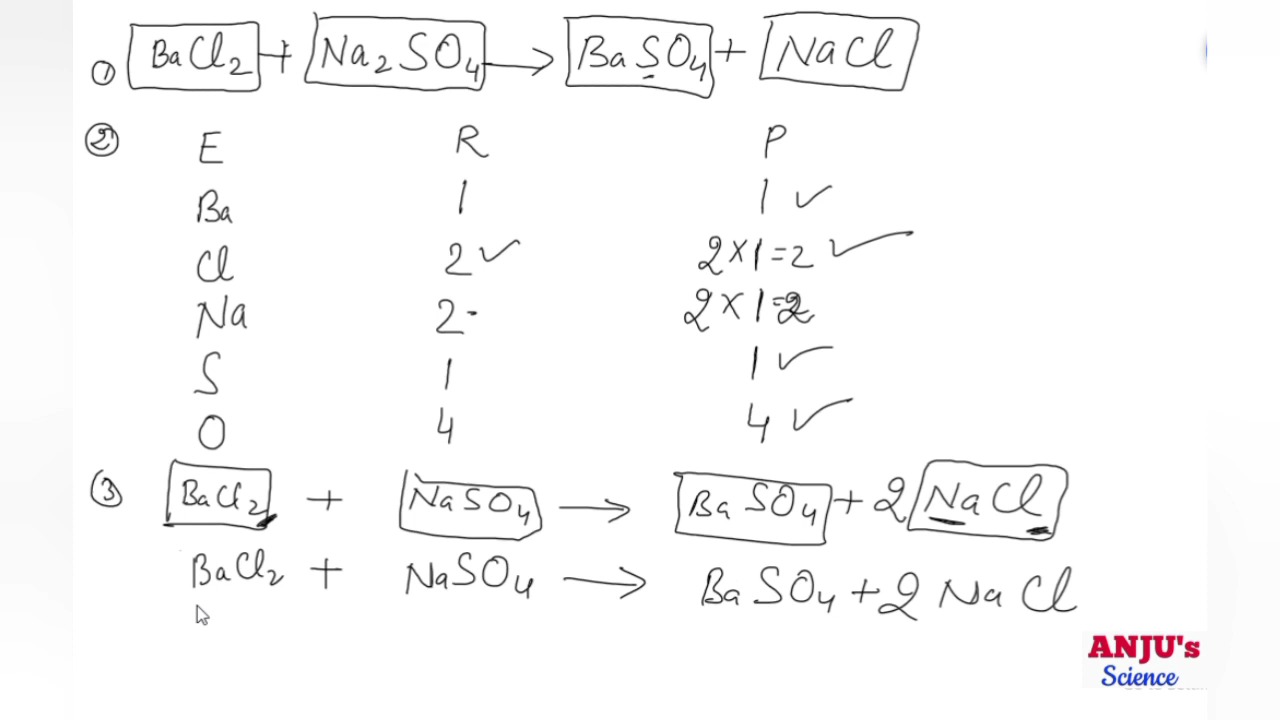 ① BaCl₂ + Na₂SO₄ → BaSO₄ + NaCl
② E R P
Ba 1 1 ✓
Cl 2 ✓ 2×1=2 ✓
Na 2 2×1=2
S 1 1 ✓
O 4 4 ✓
③ BaCl₂ + NaSO₄ → BaSO₄ + 2 NaCl
BaCl₂ + NaSO₄ → BaSO₄ + 2 NaCl
ANJU's
Science